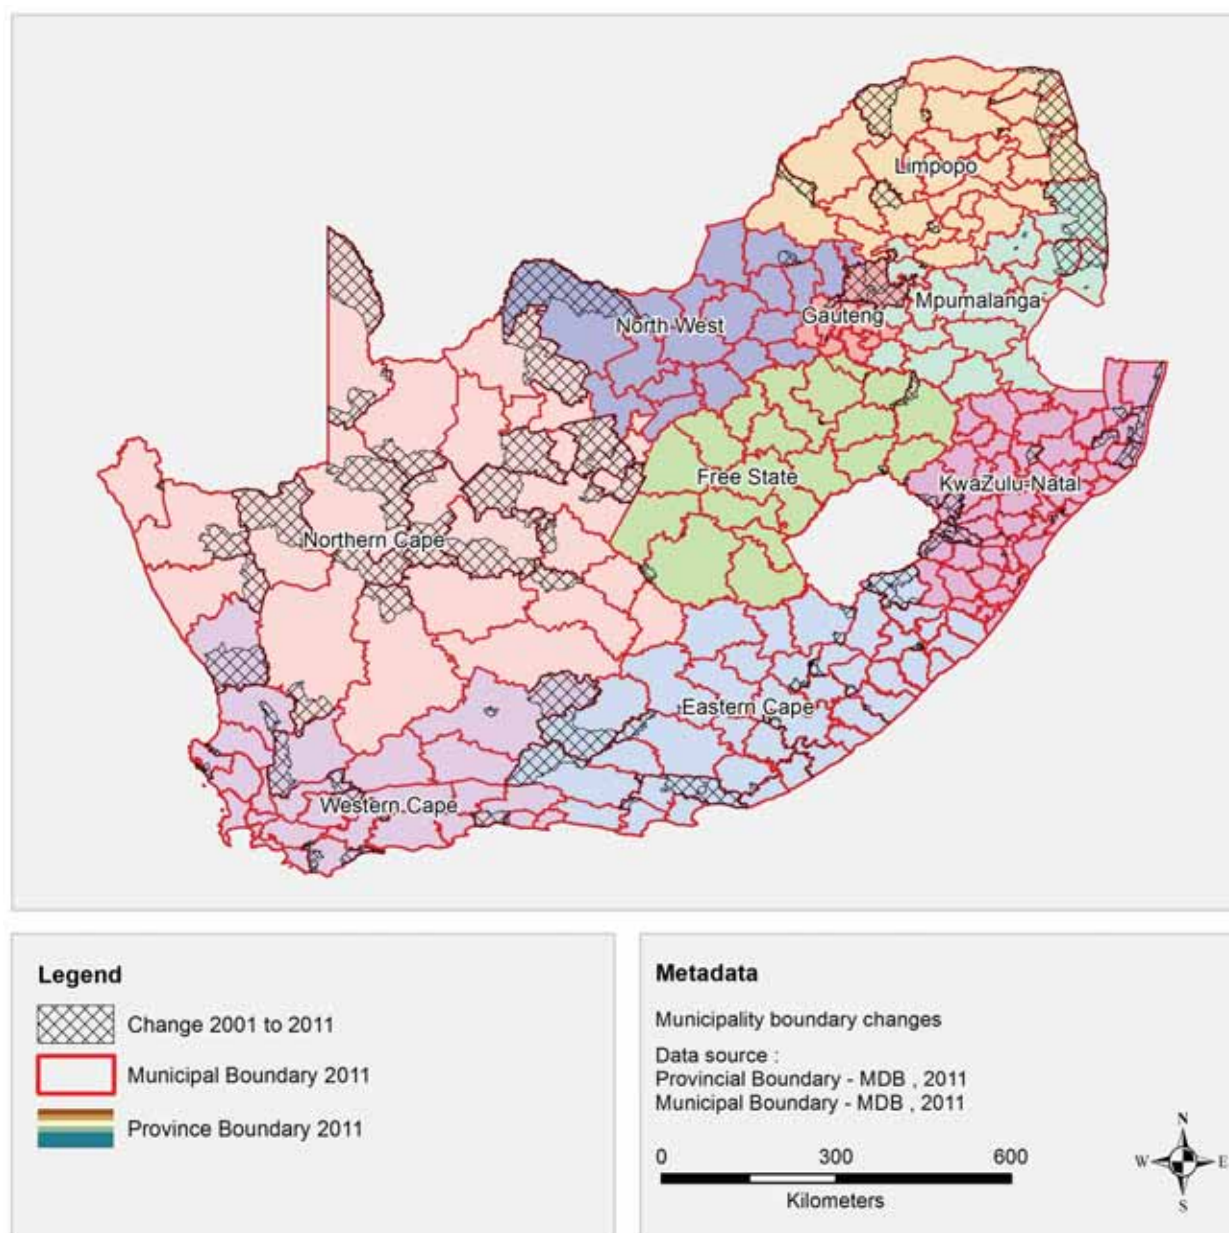 Limpopo
Mpumalanga
Gauteng
North West
Free State
KwaZulu-Natal
Northern Cape
Eastern Cape
Western Cape
Legend
Change 2001 to 2011
Municipal Boundary 2011
Province Boundary 2011
Metadata
Municipality boundary changes
Data source :
Provincial Boundary - MDB , 2011
Municipal Boundary - MDB , 2011
0 300 600
Kilometers
N
W E
S